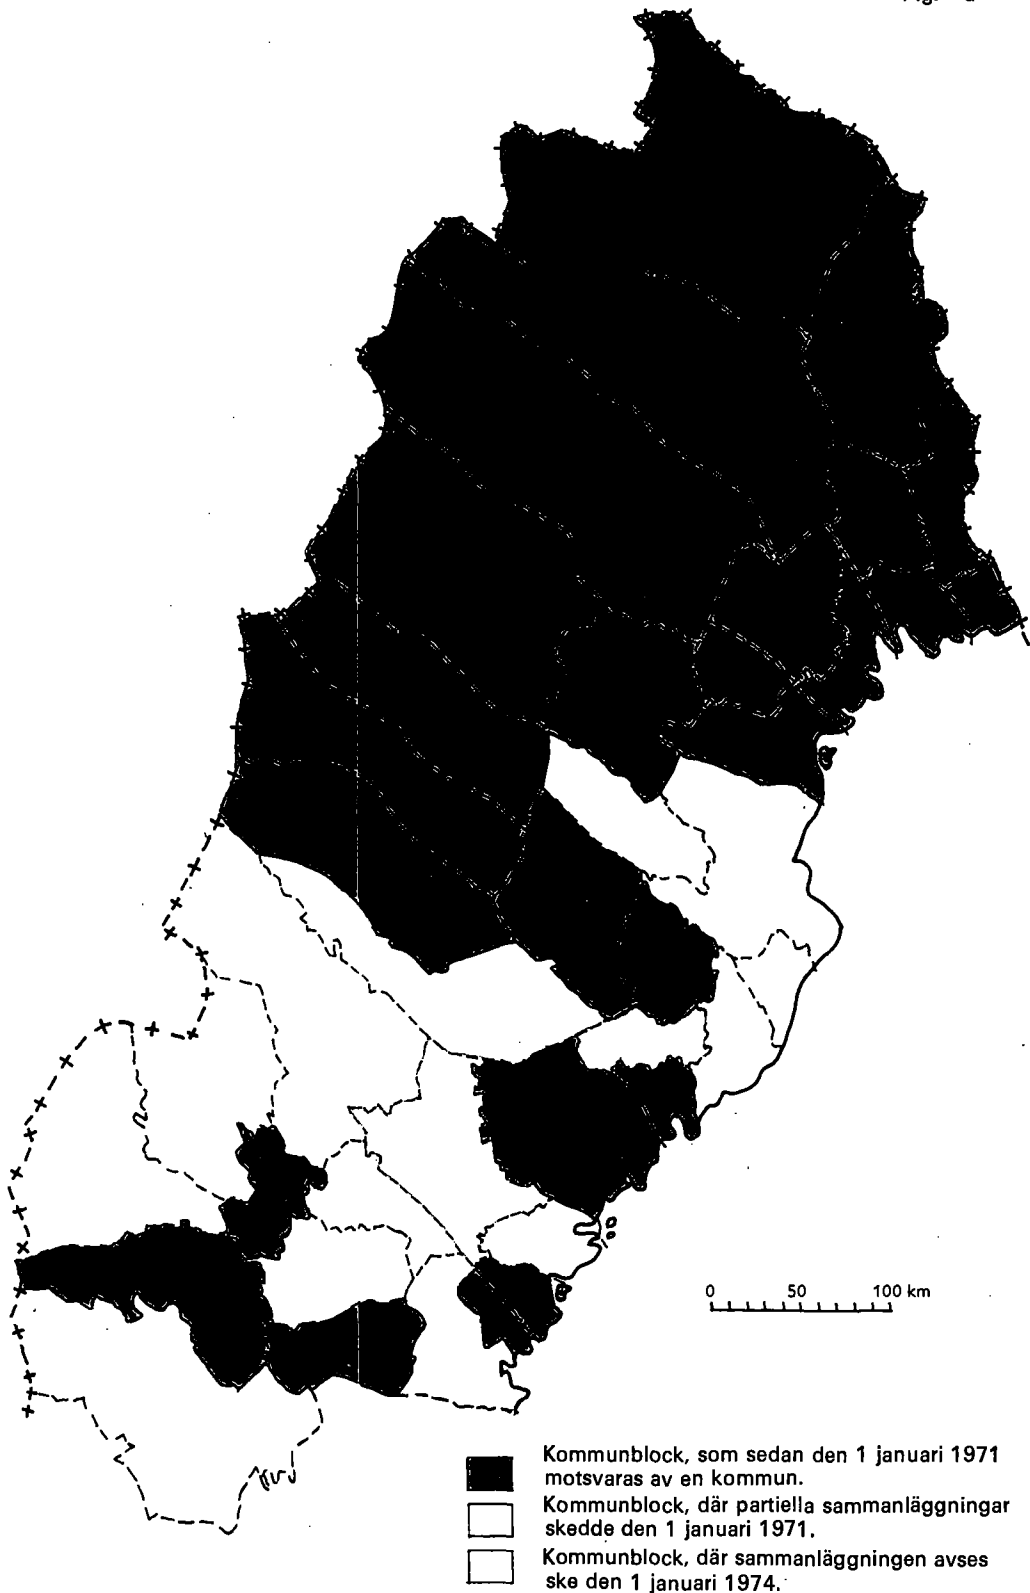 0 50 100 km
Kommunblock, som sedan den 1 januari 1971
motsvaras av en kommun.
Kommunblock, där partiella sammanläggningar
skedde den 1 januari 1971.
Kommunblock, där sammanläggningen avses
ske den 1 januari 1974.